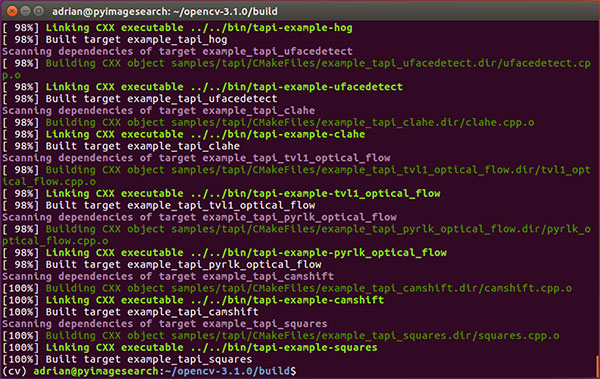 adrian@pyimagesearch: ~/opencv-3.1.0/build
[ 98%] Linking CXX executable ../../bin/tapi-example-hog
[ 98%] Built target example_tapi_hog
Scanning dependencies of target example_tapi_ufacedetect
[ 98%] Building CXX object samples/tapi/CMakeFiles/example_tapi_ufacedetect.dir/ufacedetect.cp
p.o
[ 98%] Linking CXX executable ../../bin/tapi-example-ufacedetect
[ 98%] Built target example_tapi_ufacedetect
Scanning dependencies of target example_tapi_clahe
[ 98%] Building CXX object samples/tapi/CMakeFiles/example_tapi_clahe.dir/clahe.cpp.o
[ 98%] Linking CXX executable ../../bin/tapi-example-clahe
[ 98%] Built target example_tapi_clahe
Scanning dependencies of target example_tapi_tvl1_optical_flow
[ 98%] Building CXX object samples/tapi/CMakeFiles/example_tapi_tvl1_optical_flow.dir/tvl1_opt
ical_flow.cpp.o
[ 98%] Linking CXX executable ../../bin/tapi-example-tvl1_optical_flow
[ 98%] Built target example_tapi_tvl1_optical_flow
Scanning dependencies of target example_tapi_pyrlk_optical_flow
[ 98%] Building CXX object samples/tapi/CMakeFiles/example_tapi_pyrlk_optical_flow.dir/pyrlk_o
ptical_flow.cpp.o
[ 98%] Linking CXX executable ../../bin/tapi-example-pyrlk_optical_flow
[ 98%] Built target example_tapi_pyrlk_optical_flow
Scanning dependencies of target example_tapi_camshift
[100%] Building CXX object samples/tapi/CMakeFiles/example_tapi_camshift.dir/camshift.cpp.o
[100%] Linking CXX executable ../../bin/tapi-example-camshift
[100%] Built target example_tapi_camshift
Scanning dependencies of target example_tapi_squares
[100%] Building CXX object samples/tapi/CMakeFiles/example_tapi_squares.dir/squares.cpp.o
[100%] Linking CXX executable ../../bin/tapi-example-squares
[100%] Built target example_tapi_squares
(cv) adrian@pyimagesearch:~/opencv-3.1.0/build$